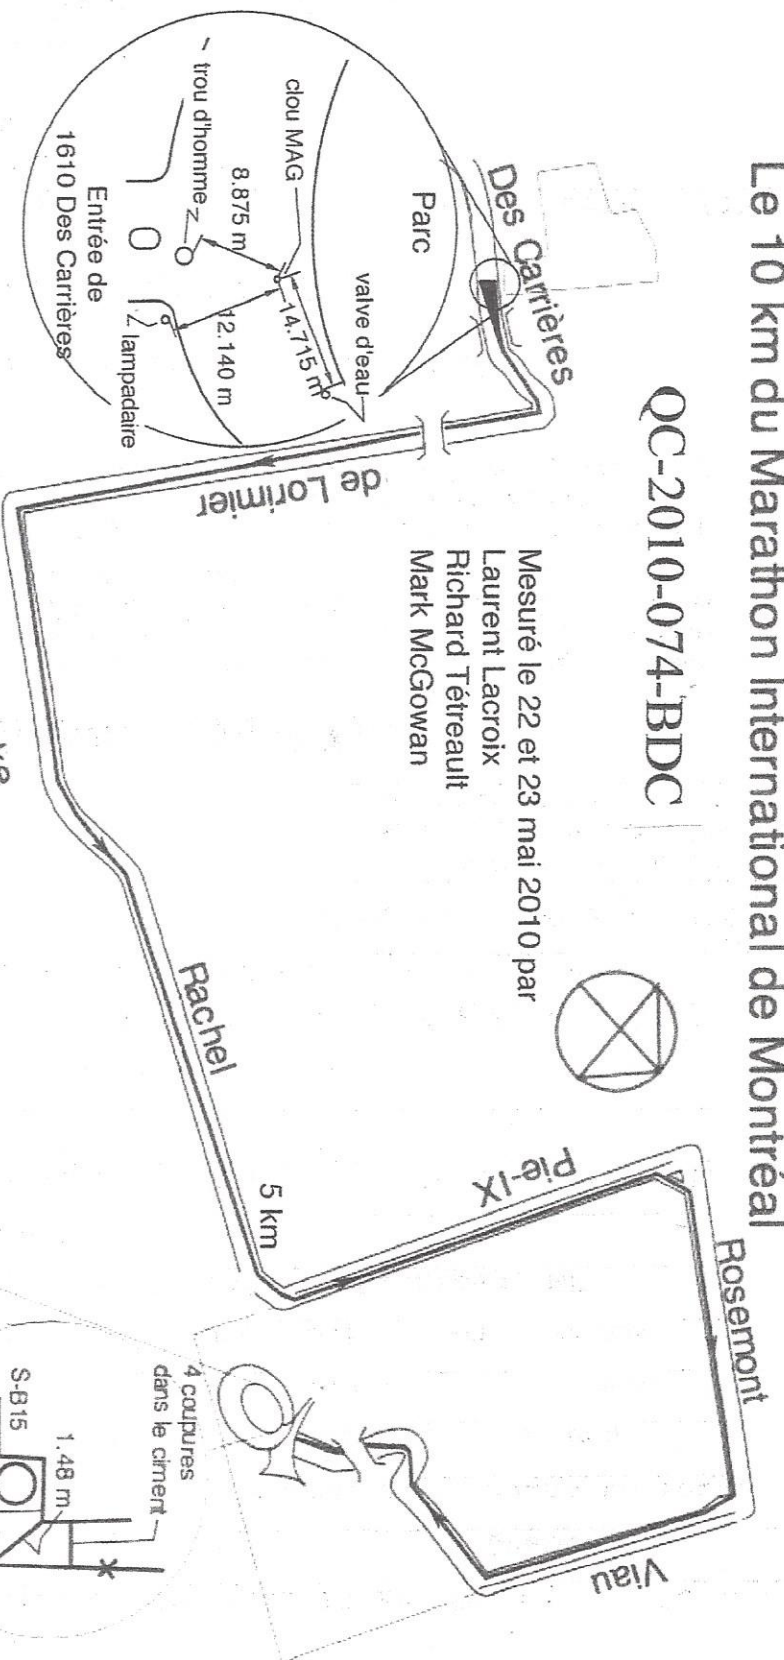 Le 10 km du Marathon International de Montréal
QC-2010-074-BDC
Mesuré le 22 et 23 mai 2010 par
Laurent Lacroix
Richard Tétreault
Mark McGowan
Des Carrières
Parc
valve d'eau
clou MAG
14.715 m
trou d'homme
8.875 m
12.140 m
lampadaire
Entrée de
1610 Des Carrières
de Lorimier
Rachel
5 km
pie-IX
Rosemont
Viau
4 coupures
dans le ciment
1.48 m
S-B15